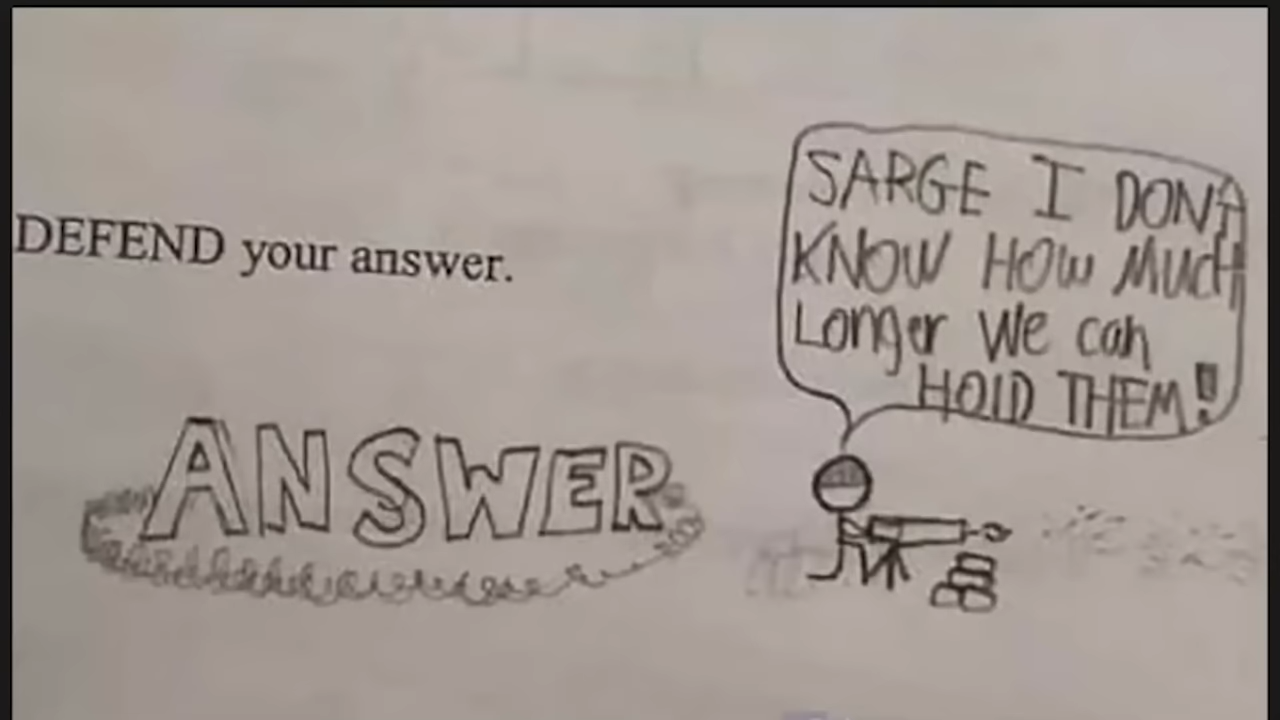 DEFEND your answer.
SARGE I DON't
KNOW HOW MucH
Longer We can
HOlD THEM!!
ANSWER